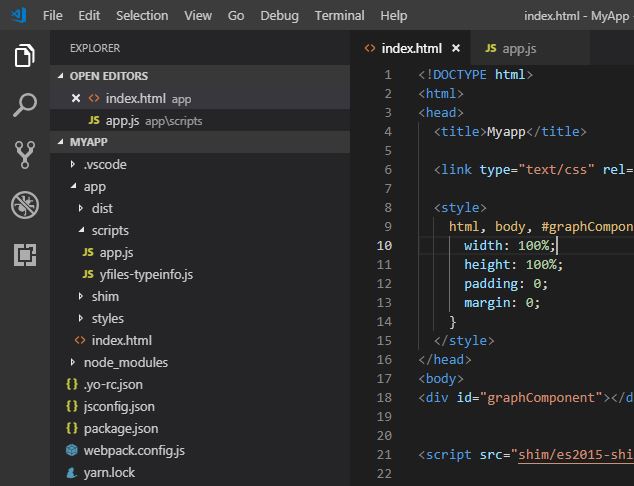 File Edit Selection View Go Debug Terminal Help index.html - MyApp -
EXPLORER
OPEN EDITORS
index.html app
JS app.js app\scripts
MYAPP
.vscode
app
dist
scripts
JS app.js
JS yfiles-typeinfo.js
shim
styles
<> index.html
node_modules
{} .yo-rc.json
{} jsconfig.json
{} package.json
webpack.config.js
yarn.lock
<> index.html × JS app.js
1 <!DOCTYPE html>
2 <html>
3 <head>
4 <title>Myapp</title>
5
6 <link type="text/css" rel=
7
8 <style>
9 html, body, #graphCompon
10 width: 100%;
11 height: 100%;
12 padding: 0;
13 margin: 0;
14 }
15 </style>
16 </head>
17 <body>
18 <div id="graphComponent"></d
19
20
21 <script src="shim/es2015-shi
22